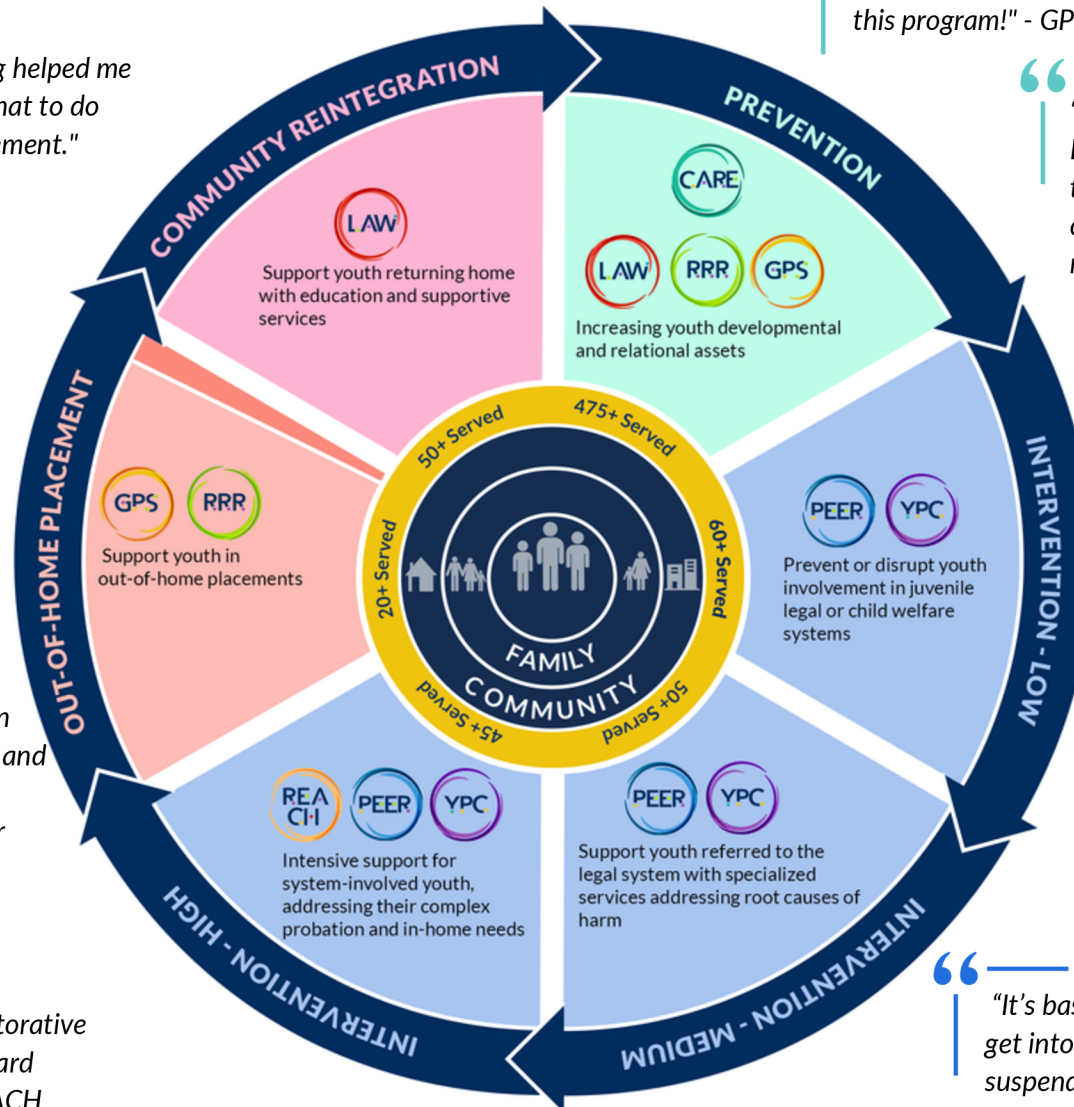 this program!" - GP
helped me
to do
COMMUNITY REINTEGRATION
PREVENTION
INTERVENTION - LOW
INTERVENTION - MEDIUM
INTERVENTION - HIGH
OUT-OF-HOME PLACEMENT
LAW
Support youth returning home
with education and supportive
services
CARE
LAW
RRR
GPS
Increasing youth developmental
and relational assets
PEER
YPC
Prevent or disrupt youth
involvement in juvenile
legal or child welfare
systems
PEER
YPC
Support youth referred to the
legal system with specialized
services addressing root causes of
harm
REA
CH
PEER
YPC
Intensive support for
system-involved youth,
addressing their complex
probation and in-home needs
GPS
RRR
Support youth in
out-of-home placements
50+ Served
475+ Served
60+ Served
50+ Served
45+ Served
20+ Served
FAMILY
COMMUNITY
and
“It’s bas
get into
suspend